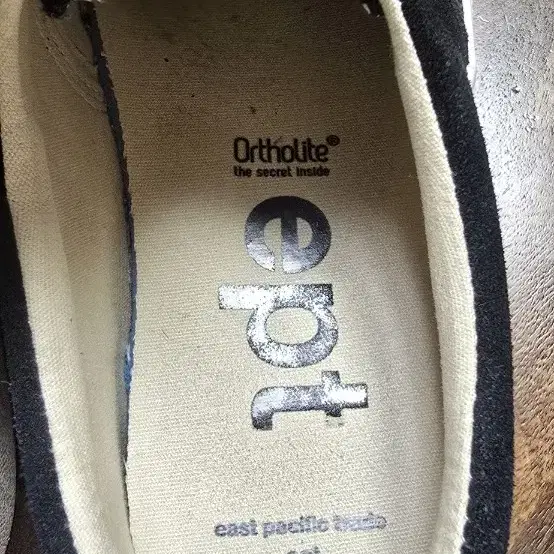 Ortholite®
the secret inside
ept
east pacific trade